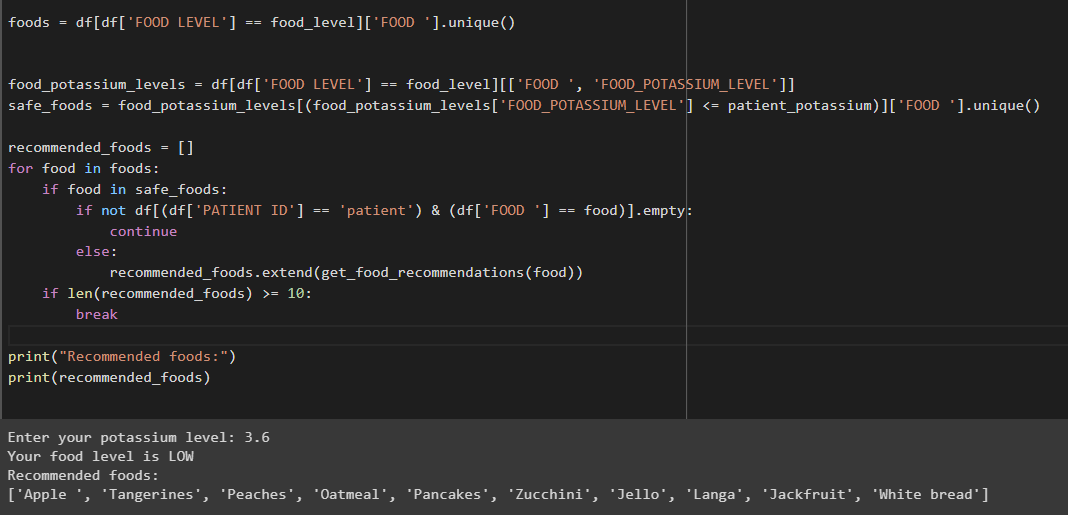 foods = df[df['FOOD LEVEL'] == food_level]['FOOD '].unique()
food_potassium_levels = df[df['FOOD LEVEL'] == food_level][['FOOD ', 'FOOD_POTASSIUM_LEVEL']]
safe_foods = food_potassium_levels[(food_potassium_levels['FOOD_POTASSIUM_LEVEL'] <= patient_potassium)]['FOOD '].unique()
recommended_foods = []
for food in foods:
    if food in safe_foods:
        if not df[(df['PATIENT ID'] == 'patient') & (df['FOOD '] == food)].empty:
            continue
        else:
            recommended_foods.extend(get_food_recommendations(food))
    if len(recommended_foods) >= 10:
        break
print("Recommended foods:")
print(recommended_foods)
Enter your potassium level: 3.6
Your food level is LOW
Recommended foods:
['Apple ', 'Tangerines', 'Peaches', 'Oatmeal', 'Pancakes', 'Zucchini', 'Jello', 'Langa', 'Jackfruit', 'White bread']